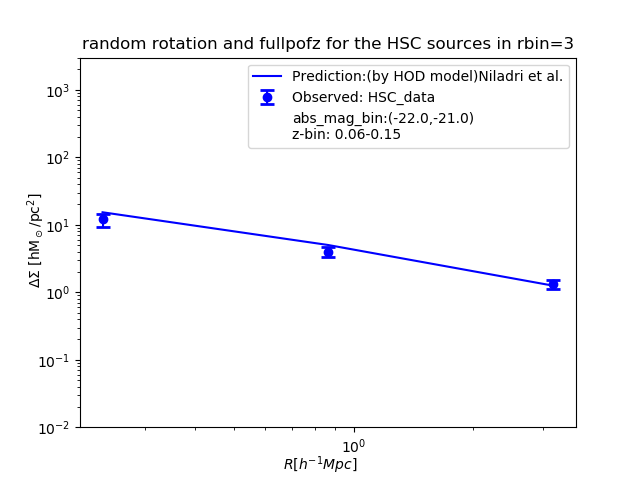 random rotation and fullpofz for the HSC sources in rbin=3
Prediction:(by HOD model)Niladri et al.
Observed: HSC_data
abs_mag_bin:(-22.0,-21.0)
z-bin: 0.06-0.15
10³
10²
10¹
10⁰
10⁻¹
10⁻²
ΔΣ [hM☉/pc²]
10⁰
R[h⁻¹Mpc]